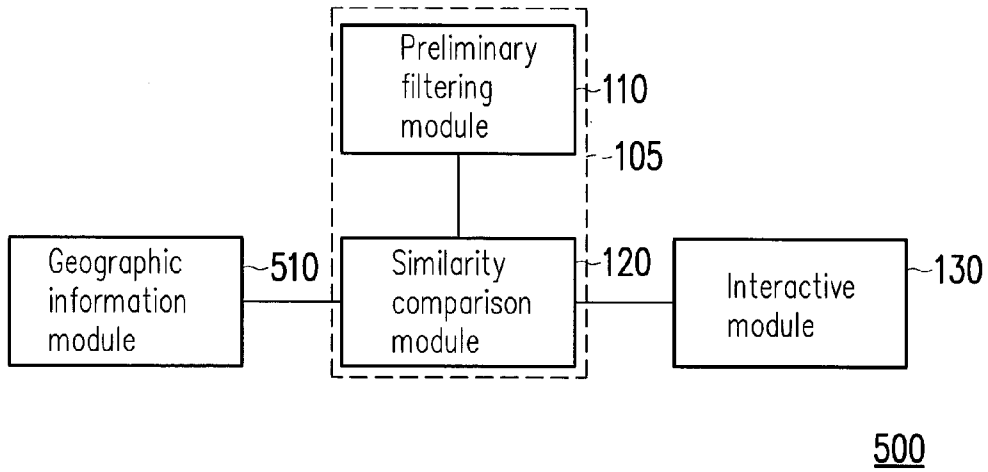 Preliminary
filtering
module
110
105
Geographic
information
module
510
Similarity
comparison
module
120
Interactive
module
130
500